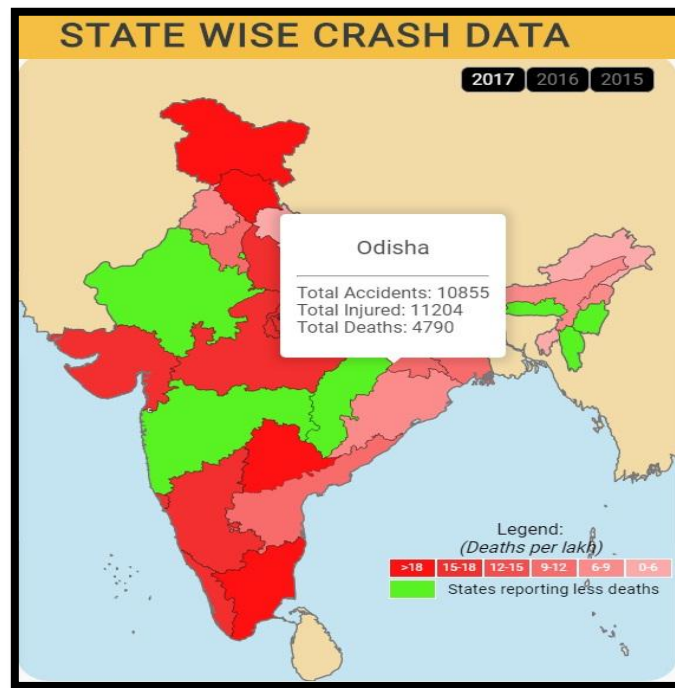 STATE WISE CRASH DATA
2017 2016 2015
Odisha
Total Accidents: 10855
Total Injured: 11204
Total Deaths: 4790
Legend:
(Deaths per lakh)
>18 15-18 12-15 9-12 6-9 0-6
States reporting less deaths